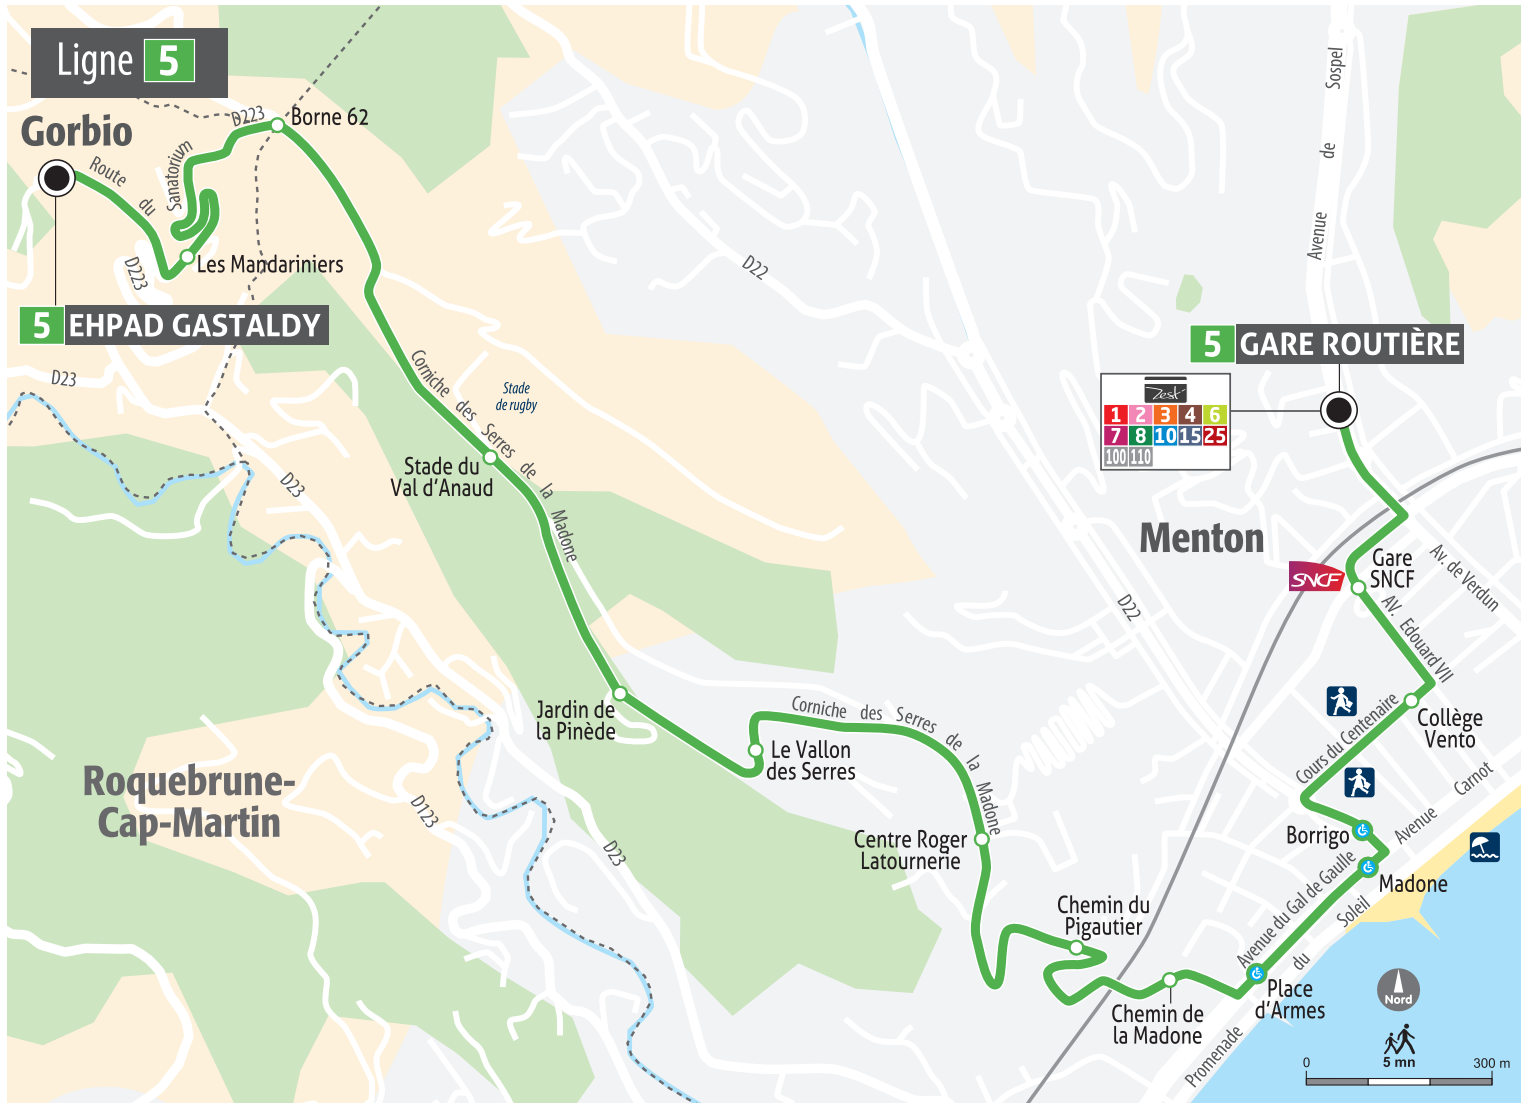 Ligne 5
Gorbio
D223
Borne 62
Route du Sanatorium
Les Mandariniers
D223
5 EHPAD GASTALDY
D23
D22
Avenue de Sospel
5 GARE ROUTIÈRE
Zest
1 2 3 4 6
7 8 10 15 25
100 110
Corniche des Serres de la Madone
Stade
de rugby
Stade du
Val d'Anaud
D23
Menton
SNCF
Gare
SNCF
Av. de Verdun
AV. Edouard VII
D22
Jardin de
la Pinède
Corniche des Serres de la Madone
Le Vallon
des Serres
Cours du Centenaire
Collège
Vento
Roquebrune-
Cap-Martin
D123
D23
Centre Roger
Latournerie
Borrigo
Avenue Carnot
Madone
Avenue du Gal de Gaulle
Chemin du
Pigautier
Promenade du Soleil
Place
d'Armes
Chemin de
la Madone
Nord
5 mn
0 300 m